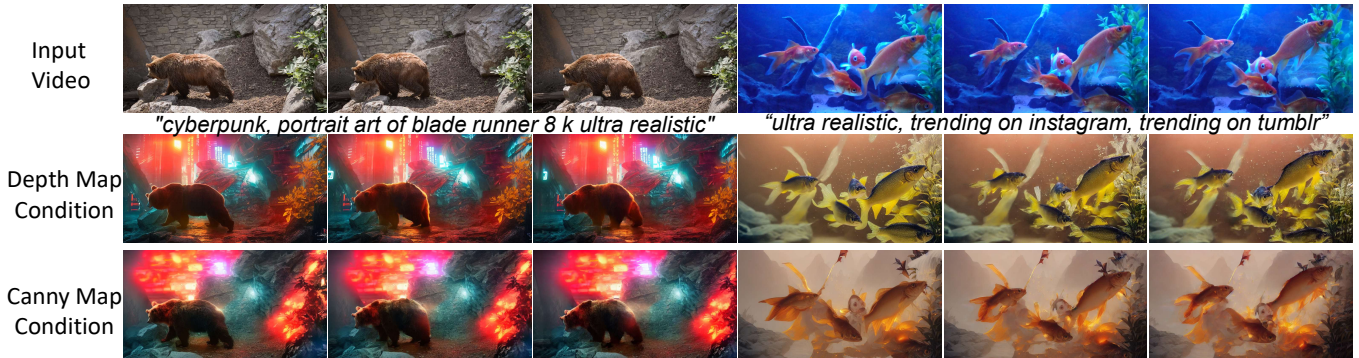 Input
Video
"cyberpunk, portrait art of blade runner 8 k ultra realistic"
“ultra realistic, trending on instagram, trending on tumblr”
Depth Map
Condition
Canny Map
Condition